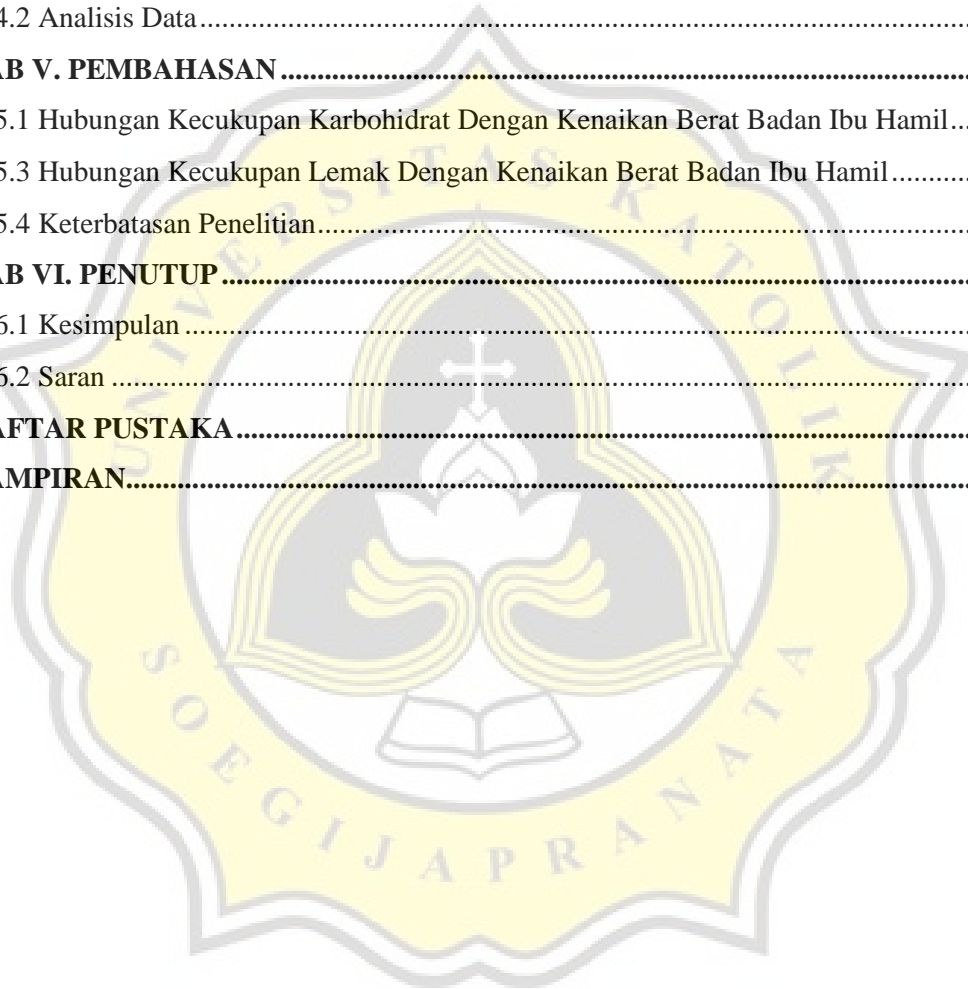 4.2 Analisis Data................................................
AB V. PEMBAHASAN................................................
5.1 Hubungan Kecukupan Karbohidrat Dengan Kenaikan Berat Badan Ibu Hamil....
5.3 Hubungan Kecukupan Lemak Dengan Kenaikan Berat Badan Ibu Hamil............
5.4 Keterbatasan Penelitian................................................
AB VI. PENUTUP................................................
6.1 Kesimpulan................................................
6.2 Saran................................................
AFTAR PUSTAKA................................................
AMPIRAN................................................
UNIVERSITAS KATOLIK
SOEGIJAPRANATA